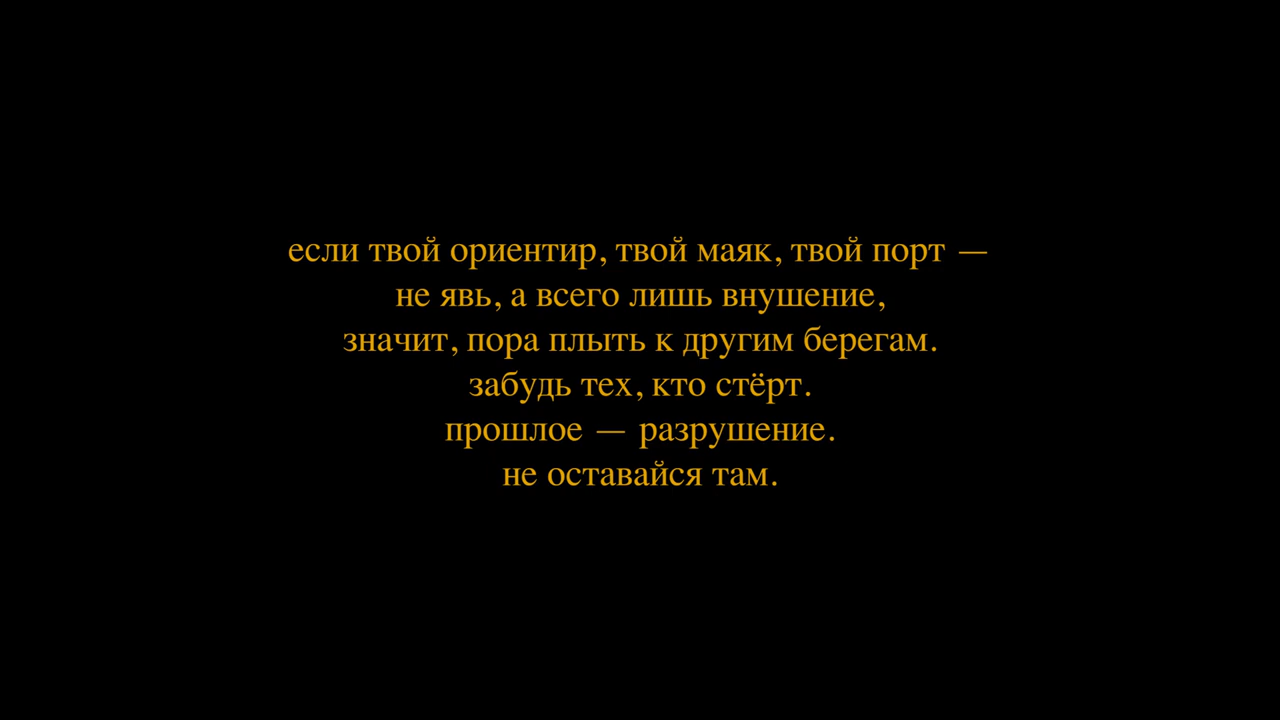 если твой ориентир, твой маяк, твой порт —
не явь, а всего лишь внушение,
значит, пора плыть к другим берегам.
забудь тех, кто стёрт.
прошлое — разрушение.
не оставайся там.